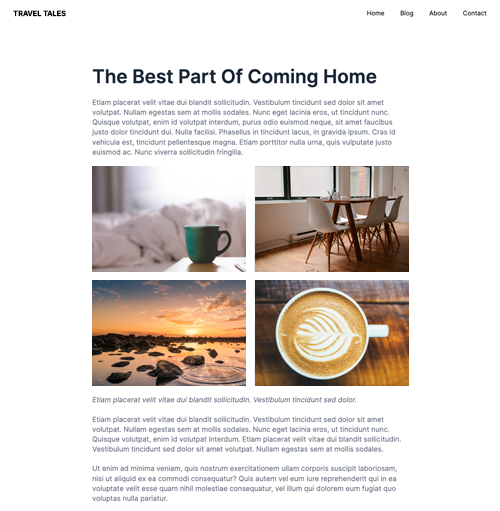 TRAVEL TALES
Home Blog About Contact
The Best Part Of Coming Home
Etiam placerat velit vitae dui blandit sollicitudin. Vestibulum tincidunt sed dolor sit amet
volutpat. Nullam egestas sem at mollis sodales. Nunc eget lacinia eros, ut tincidunt nunc.
Quisque volutpat, enim id volutpat interdum, purus odio euismod neque, sit amet faucibus
justo dolor tincidunt dui. Nulla facilisi. Phasellus in tincidunt lacus, in gravida ipsum. Cras id
vehicula est, tincidunt pellentesque magna. Etiam porttitor nulla urna, quis vulputate justo
euismod ac. Nunc viverra sollicitudin fringilla.
Etiam placerat velit vitae dui blandit sollicitudin. Vestibulum tincidunt sed dolor.
Etiam placerat velit vitae dui blandit sollicitudin. Vestibulum tincidunt sed dolor sit amet
volutpat. Nullam egestas sem at mollis sodales. Nunc eget lacinia eros, ut tincidunt nunc.
Quisque volutpat, enim id volutpat interdum. Etiam placerat velit vitae dui blandit sollicitudin.
Vestibulum tincidunt sed dolor sit amet volutpat. Nullam egestas sem at mollis sodales.
Ut enim ad minima veniam, quis nostrum exercitationem ullam corporis suscipit laboriosam,
nisi ut aliquid ex ea commodi consequatur? Quis autem vel eum iure reprehenderit qui in ea
voluptate velit esse quam nihil molestiae consequatur, vel illum qui dolorem eum fugiat quo
voluptas nulla pariatur.